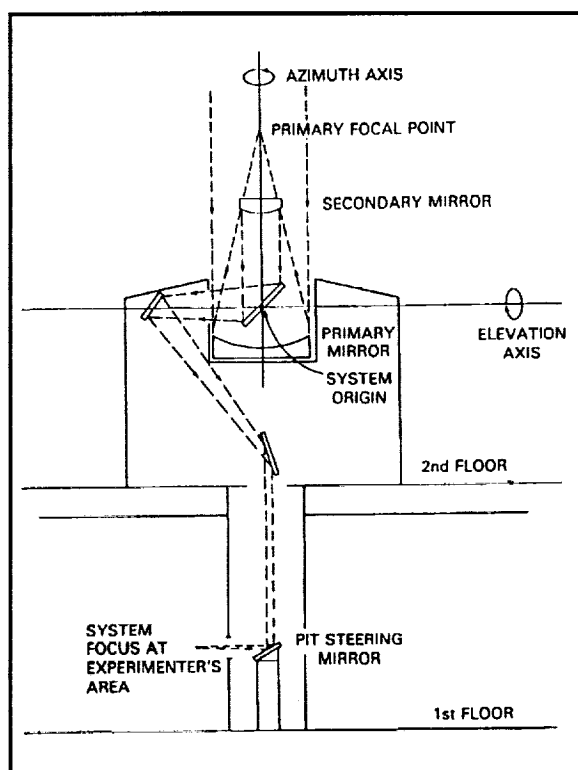 AZIMUTH AXIS
PRIMARY FOCAL POINT
SECONDARY MIRROR
PRIMARY
MIRROR
ELEVATION
AXIS
SYSTEM
ORIGIN
2nd FLOOR
SYSTEM
FOCUS AT
EXPERIMENTER'S
AREA
PIT STEERING
MIRROR
1st FLOOR